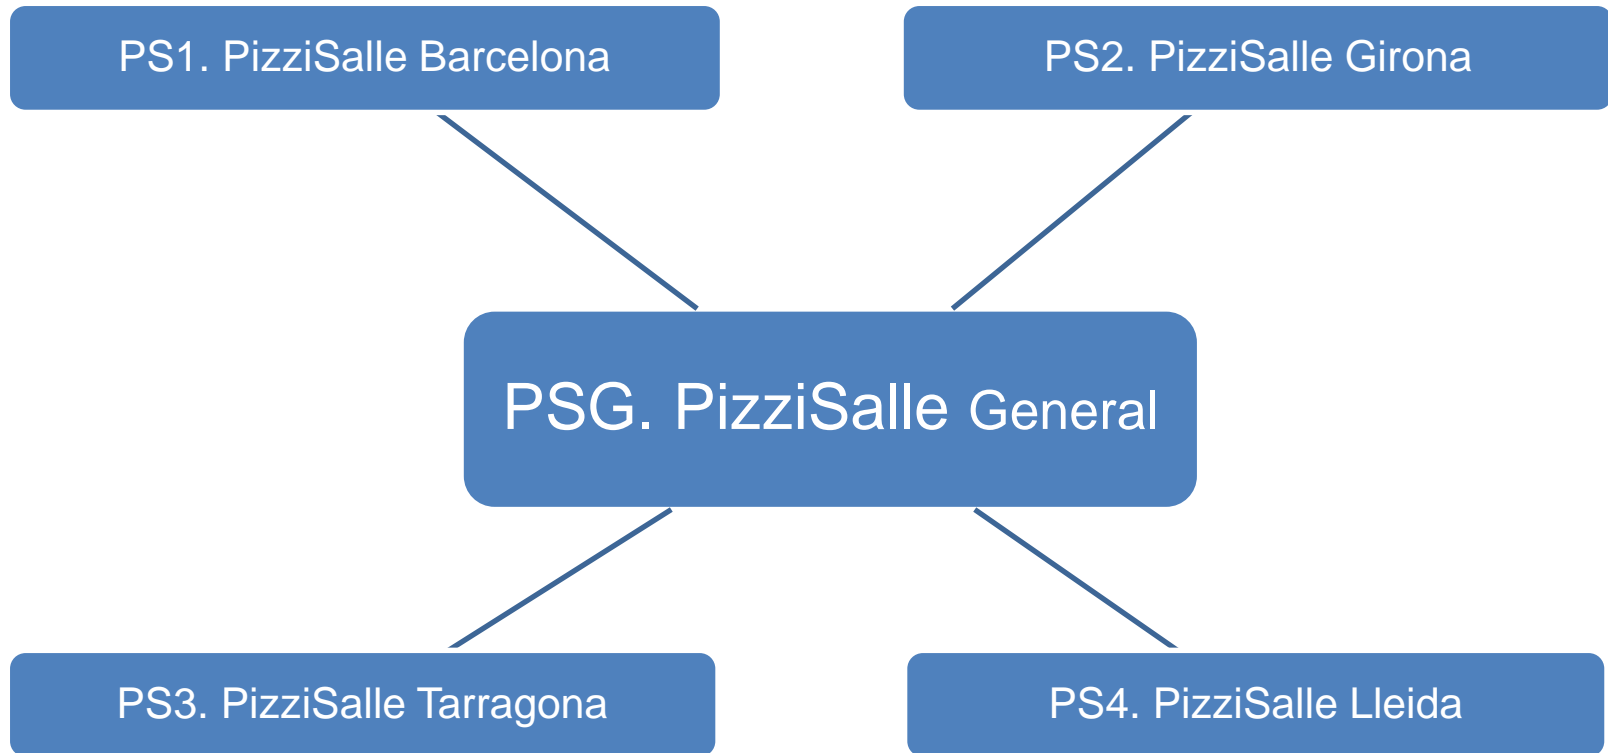 PS1. PizziSalle Barcelona
PS2. PizziSalle Girona
PSG. PizziSalle General
PS3. PizziSalle Tarragona
PS4. PizziSalle Lleida